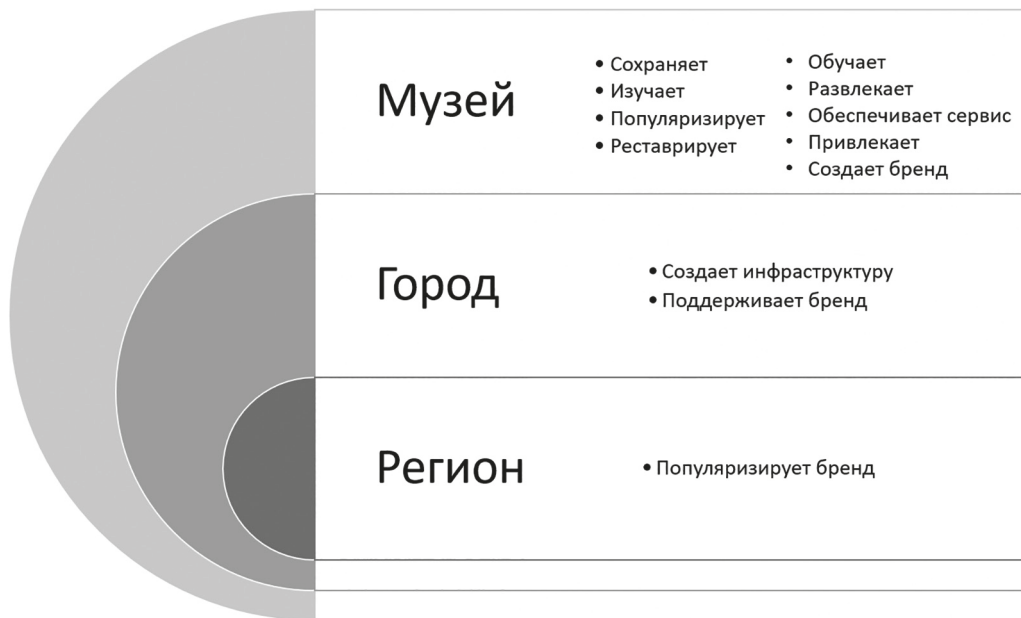 Музей
• Сохраняет
• Изучает
• Популяризирует
• Реставрирует
• Обучает
• Развлекает
• Обеспечивает сервис
• Привлекает
• Создает бренд
Город
• Создает инфраструктуру
• Поддерживает бренд
Регион
• Популяризирует бренд